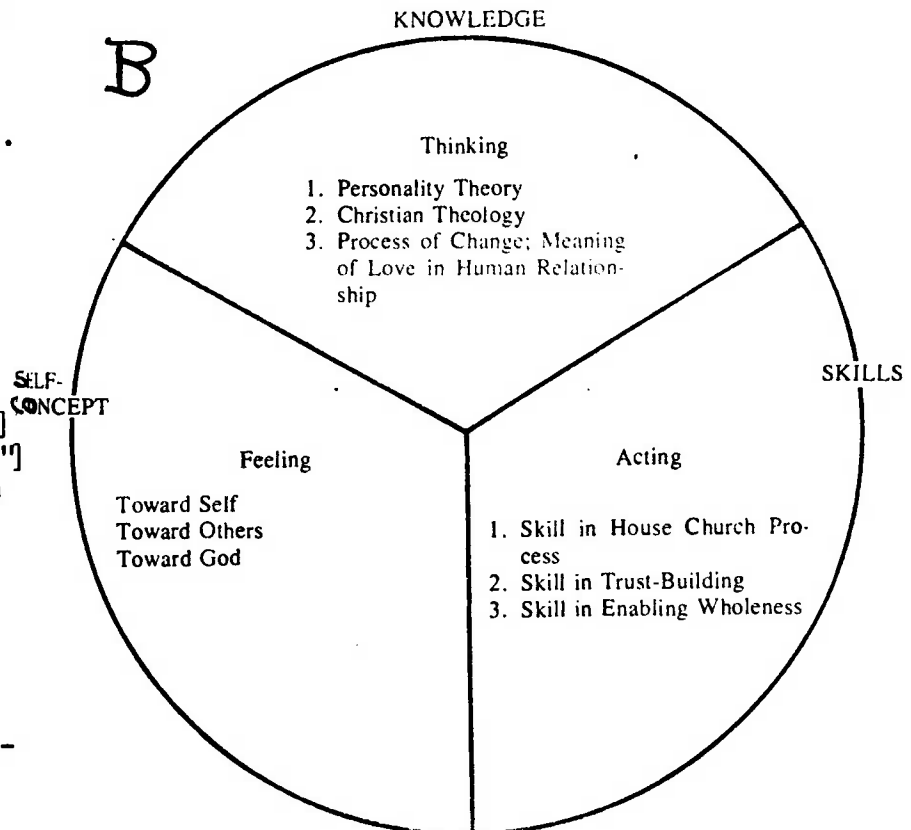 KNOWLEDGE
B
Thinking
1. Personality Theory
2. Christian Theology
3. Process of Change; Meaning
of Love in Human Relation-
ship
SELF-
CONCEPT
SKILLS
]
"]
Feeling
Toward Self
Toward Others
Toward God
Acting
1. Skill in House Church Pro-
cess
2. Skill in Trust-Building
3. Skill in Enabling Wholeness